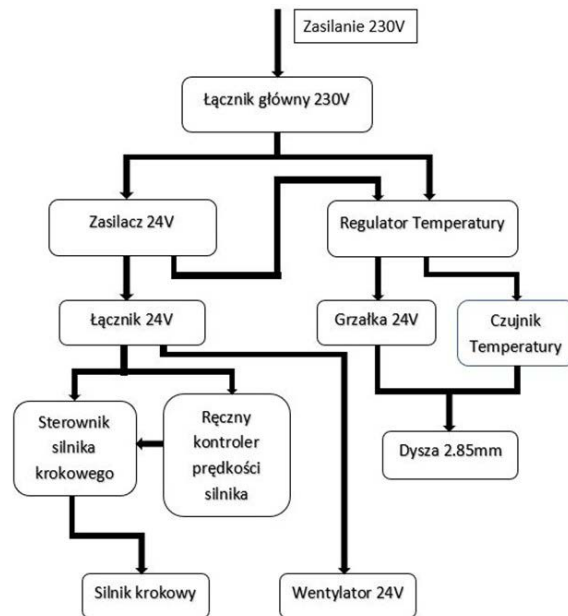 Zasilanie 230V
Łącznik główny 230V
Zasilacz 24V
Regulator Temperatury
Łącznik 24V
Grzałka 24V
Czujnik
Temperatury
Sterownik
silnika
krokowego
Ręczny
kontroler
prędkości
silnika
Dysza 2.85mm
Silnik krokowy
Wentylator 24V